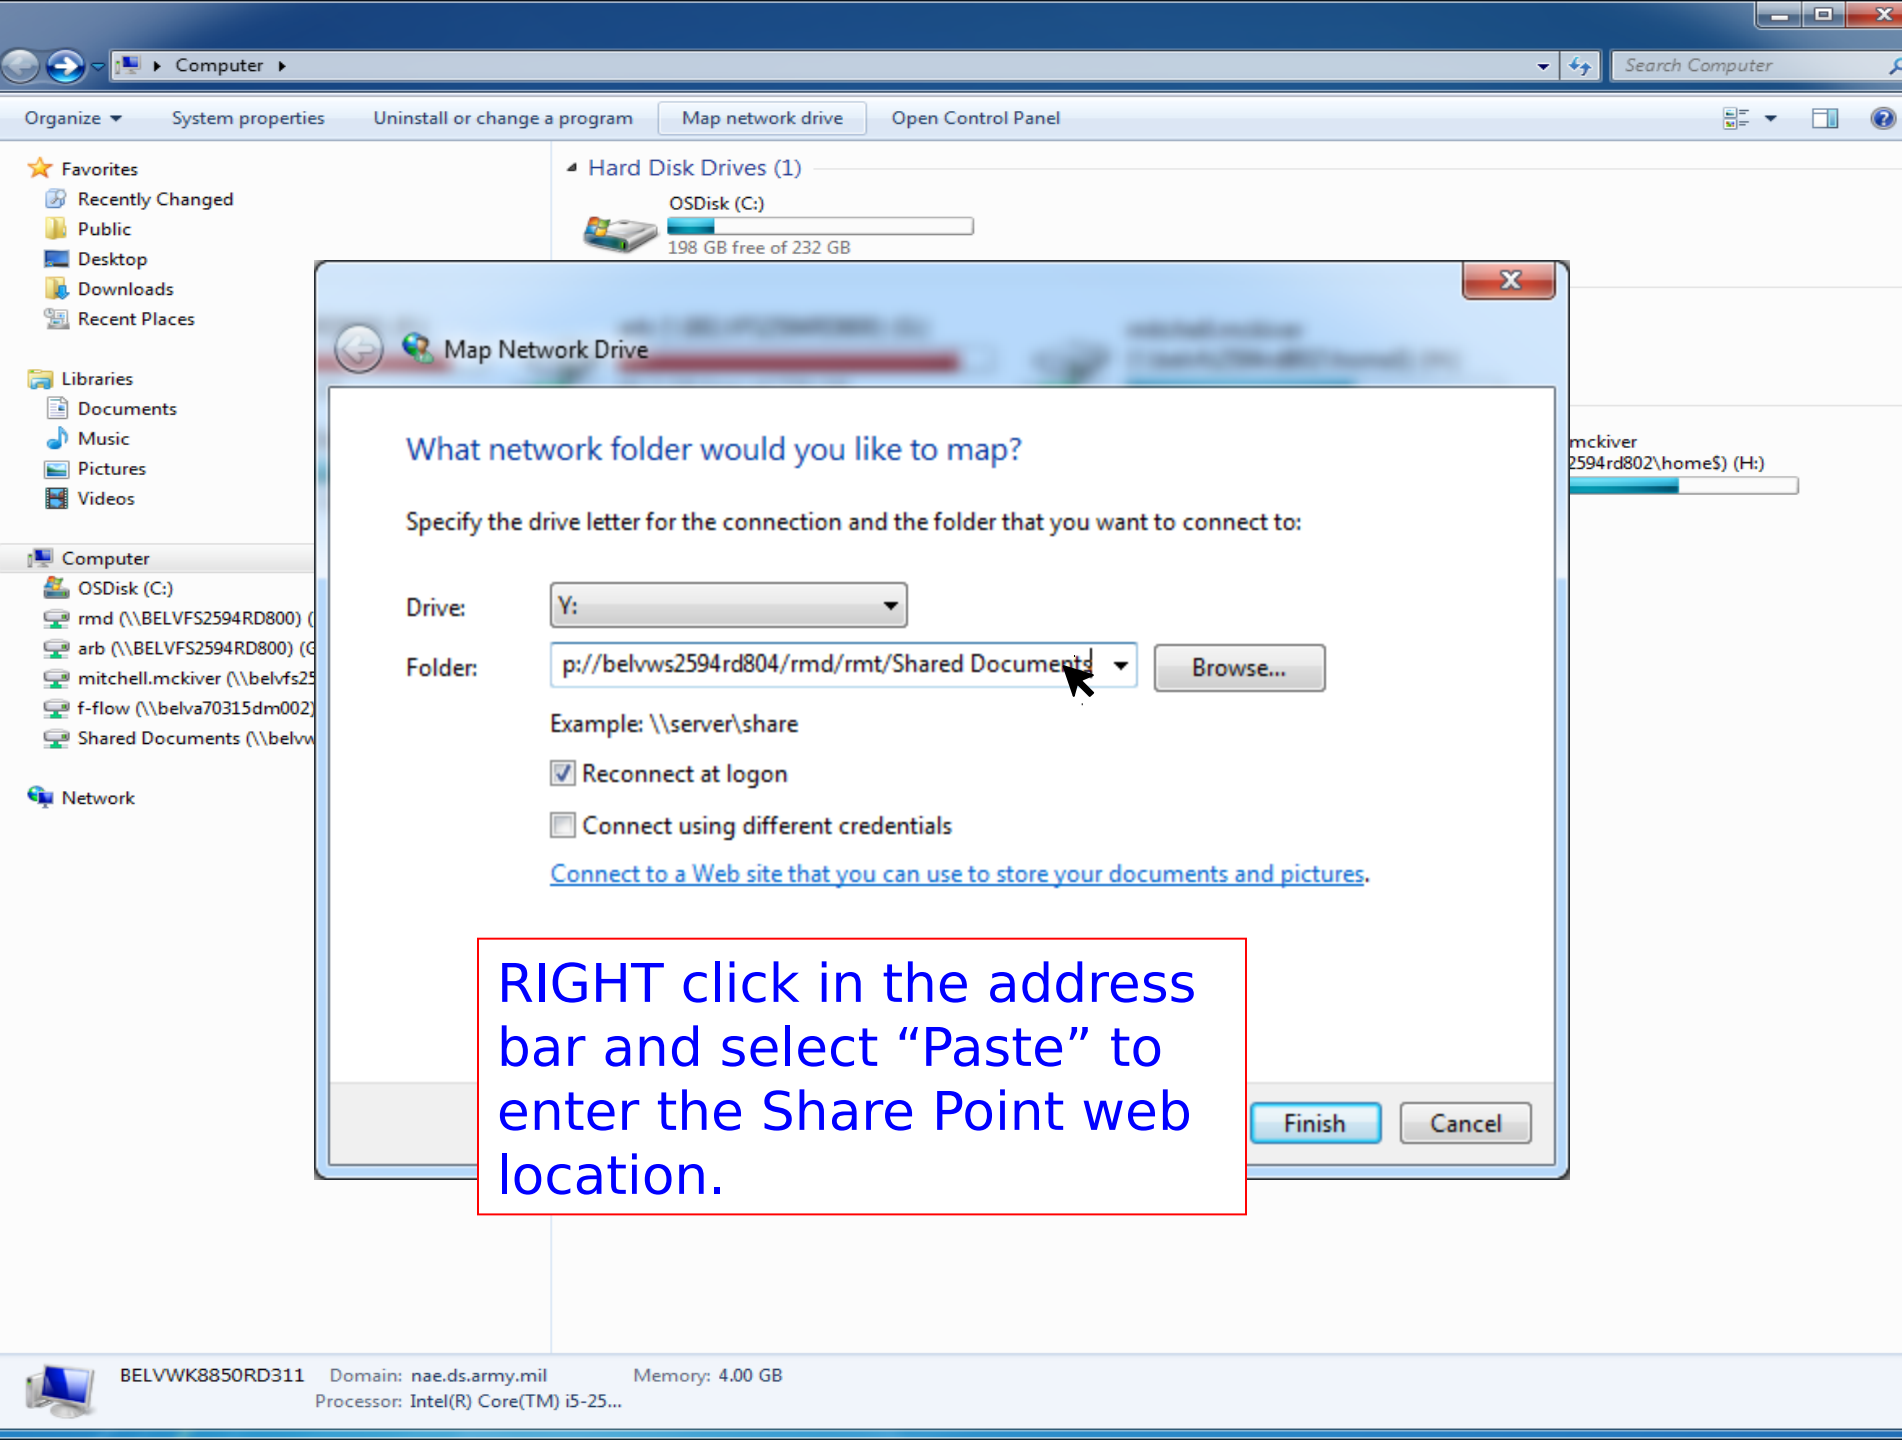 Computer
Search Computer
Organize
System properties
Uninstall or change a program
Map network drive
Open Control Panel
Favorites
Recently Changed
Public
Desktop
Downloads
Recent Places
Libraries
Documents
Music
Pictures
Videos
Computer
OSDisk (C:)
rmd (\\BELVFS2594RD800) (
arb (\\BELVFS2594RD800) (G
mitchell.mckiver (\\belvfs25
f-flow (\\belva70315dm002)
Shared Documents (\\belvw
Network
Hard Disk Drives (1)
OSDisk (C:)
198 GB free of 232 GB
mckiver
2594rd802\home$) (H:)
Map Network Drive
What network folder would you like to map?
Specify the drive letter for the connection and the folder that you want to connect to:
Drive:
Y:
Folder:
p://belvws2594rd804/rmd/rmt/Shared Documents
Browse...
Example: \\server\share
Reconnect at logon
Connect using different credentials
Connect to a Web site that you can use to store your documents and pictures.
RIGHT click in the address
bar and select “Paste” to
enter the Share Point web
location.
Finish
Cancel
BELVWK8850RD311
Domain: nae.ds.army.mil
Memory: 4.00 GB
Processor: Intel(R) Core(TM) i5-25...